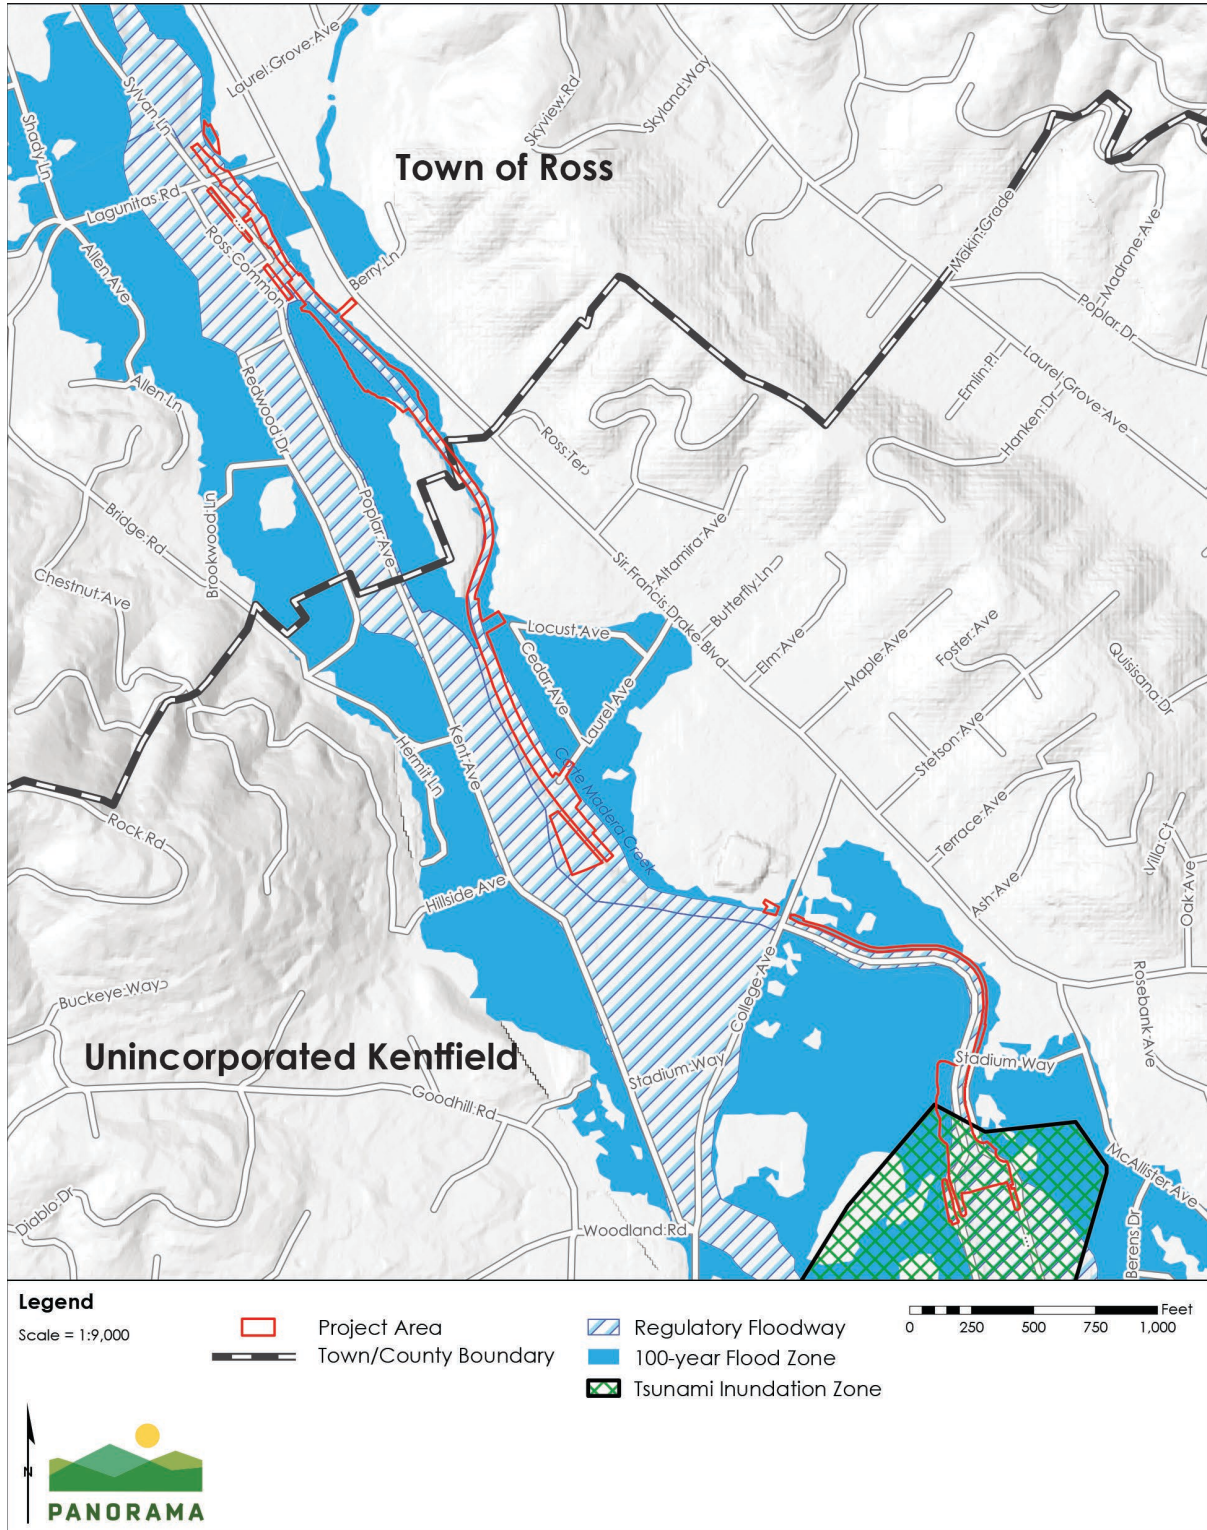 Laurel Grove Ave
Sylvan Ln
Shady Ln
Skyview Rd
Skyland Way
Town of Ross
Lagunitas Rd
Ross Common
Allen Ave
Berry Ln
Makin Grade
Madrone Ave
Poplar Dr
Laurel Grove Ave
Emlin Pl
Hanken Dr
Allen Ln
Redwood Dr
Ross Ter
Bridge Rd
Brookwood Ln
Poplar Ave
Sir Francis Drake Blvd
Altamira Ave
Butterfly Ln
Chestnut Ave
Locust Ave
Elm Ave
Maple Ave
Foster Ave
Quisisana Dr
Cedar Ave
Laurel Ave
Kent Ave
Hermit Ln
Stetson Ave
Corte Madera Creek
Rock Rd
Terrace Ave
Villa Ct
Hillside Ave
Ash Ave
Oak Ave
Buckeye Way
College Ave
Rosebank Ave
Unincorporated Kentfield
Stadium Way
Stadium Way
Goodhill Rd
McAllister Ave
Diablo Dr
Woodland Rd
Berens Dr
Legend
Scale = 1:9,000
Project Area
Town/County Boundary
Regulatory Floodway
100-year Flood Zone
Tsunami Inundation Zone
Feet
0 250 500 750 1,000
N
PANORAMA